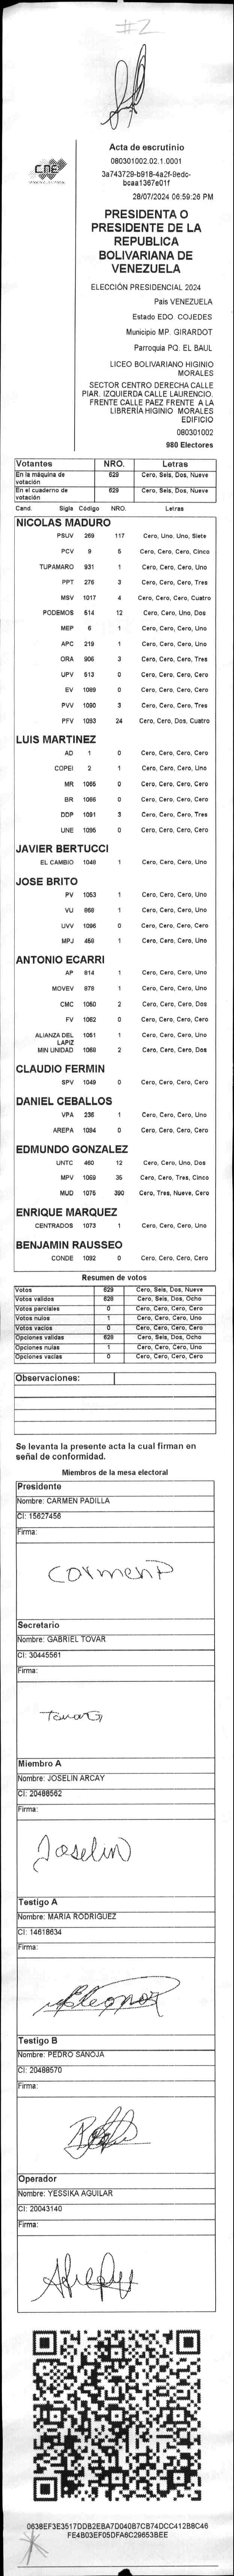 #2
Acta de escrutinio
080301002.02.1.0001
3a743729-b918-4a2f-9edc-
bcaa1367e01f
28/07/2024 06:59:26 PM
CNE
PRESIDENTA O
PRESIDENTE DE LA
REPUBLICA
BOLIVARIANA DE
VENEZUELA
ELECCIÓN PRESIDENCIAL 2024
País VENEZUELA
Estado EDO. COJEDES
Municipio MP. GIRARDOT
Parroquia PQ. EL BAUL
LICEO BOLIVARIANO HIGINIO
MORALES
SECTOR CENTRO DERECHA CALLE
PIAR. IZQUIERDA CALLE LAURENCIO.
FRENTE CALLE PAEZ FRENTE A LA
LIBRERÍA HIGINIO MORALES
EDIFICIO
080301002
980 Electores
Votantes NRO. Letras
En la máquina de votación 629 Cero, Seis, Dos, Nueve
En el cuaderno de votación 629 Cero, Seis, Dos, Nueve
Cand. Sigla Código NRO. Letras
NICOLAS MADURO
PSUV 269 117 Cero, Uno, Uno, Siete
PCV 9 5 Cero, Cero, Cero, Cinco
TUPAMARO 931 1 Cero, Cero, Cero, Uno
PPT 276 3 Cero, Cero, Cero, Tres
MSV 1017 4 Cero, Cero, Cero, Cuatro
PODEMOS 514 12 Cero, Cero, Uno, Dos
MEP 6 1 Cero, Cero, Cero, Uno
APC 219 1 Cero, Cero, Cero, Uno
ORA 906 3 Cero, Cero, Cero, Tres
UPV 513 0 Cero, Cero, Cero, Cero
EV 1099 0 Cero, Cero, Cero, Cero
PVV 1090 3 Cero, Cero, Cero, Tres
PFV 1093 24 Cero, Cero, Dos, Cuatro
LUIS MARTINEZ
AD 1 0 Cero, Cero, Cero, Cero
COPEI 2 1 Cero, Cero, Cero, Uno
MR 1065 0 Cero, Cero, Cero, Cero
BR 1066 0 Cero, Cero, Cero, Cero
DDP 1091 3 Cero, Cero, Cero, Tres
UNE 1095 0 Cero, Cero, Cero, Cero
JAVIER BERTUCCI
EL CAMBIO 1048 1 Cero, Cero, Cero, Uno
JOSE BRITO
PV 1053 1 Cero, Cero, Cero, Uno
VU 868 1 Cero, Cero, Cero, Uno
UVV 1096 0 Cero, Cero, Cero, Cero
MPJ 458 1 Cero, Cero, Cero, Uno
ANTONIO ECARRI
AP 814 1 Cero, Cero, Cero, Uno
MOVEV 878 1 Cero, Cero, Cero, Uno
CMC 1050 2 Cero, Cero, Cero, Dos
FV 1062 0 Cero, Cero, Cero, Cero
ALIANZA DEL LAPIZ 1051 1 Cero, Cero, Cero, Uno
MIN UNIDAD 1068 2 Cero, Cero, Cero, Dos
CLAUDIO FERMIN
SPV 1049 0 Cero, Cero, Cero, Cero
DANIEL CEBALLOS
VPA 236 1 Cero, Cero, Cero, Uno
AREPA 1094 0 Cero, Cero, Cero, Cero
EDMUNDO GONZALEZ
UNTC 460 12 Cero, Cero, Uno, Dos
MPV 1069 35 Cero, Cero, Tres, Cinco
MUD 1075 390 Cero, Tres, Nueve, Cero
ENRIQUE MARQUEZ
CENTRADOS 1073 1 Cero, Cero, Cero, Uno
BENJAMIN RAUSSEO
CONDE 1092 0 Cero, Cero, Cero, Cero
Resumen de votos
Votos 629 Cero, Seis, Dos, Nueve
Votos validos 628 Cero, Seis, Dos, Ocho
Votos parciales 0 Cero, Cero, Cero, Cero
Votos nulos 1 Cero, Cero, Cero, Uno
Votos vacíos 0 Cero, Cero, Cero, Cero
Opciones validas 628 Cero, Seis, Dos, Ocho
Opciones nulas 1 Cero, Cero, Cero, Uno
Opciones vacías 0 Cero, Cero, Cero, Cero
Observaciones:
Se levanta la presente acta la cual firman en
señal de conformidad.
Miembros de la mesa electoral
Presidente
Nombre: CARMEN PADILLA
CI: 15627456
Firma:
Carmen P
Secretario
Nombre: GABRIEL TOVAR
CI: 30445561
Firma:
Tovar G
Miembro A
Nombre: JOSELIN ARCAY
CI: 20488562
Firma:
Joselin
Testigo A
Nombre: MARIA RODRIGUEZ
CI: 14618634
Firma:
Testigo B
Nombre: PEDRO SANOJA
CI: 20488570
Firma:
Operador
Nombre: YESSIKA AGUILAR
CI: 20043140
Firma:
0638EF3E3517DDB2EBA7D040B7CB74DCC412B8C46
FE4B03EF05DFA6C29653BEE